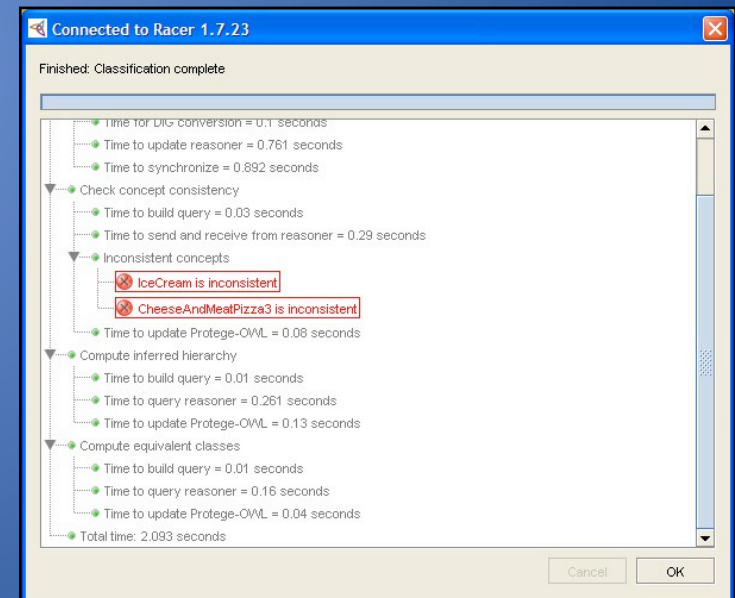 Connected to Racer 1.7.23
Finished: Classification complete
Time for DIG conversion = 0.1 seconds
Time to update reasoner = 0.761 seconds
Time to synchronize = 0.892 seconds
Check concept consistency
Time to build query = 0.03 seconds
Time to send and receive from reasoner = 0.29 seconds
Inconsistent concepts
IceCream is inconsistent
CheeseAndMeatPizza3 is inconsistent
Time to update Protege-OWL = 0.08 seconds
Compute inferred hierarchy
Time to build query = 0.01 seconds
Time to query reasoner = 0.261 seconds
Time to update Protege-OWL = 0.13 seconds
Compute equivalent classes
Time to build query = 0.01 seconds
Time to query reasoner = 0.16 seconds
Time to update Protege-OWL = 0.04 seconds
Total time: 2.093 seconds
Cancel OK